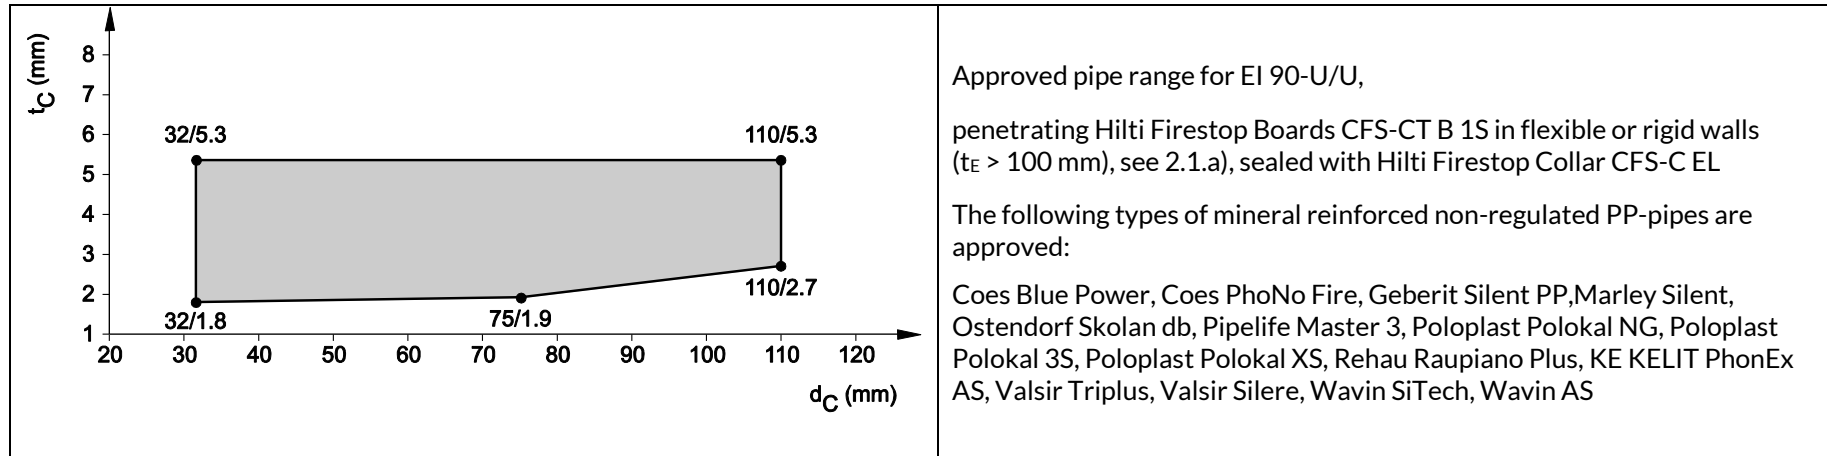 tC (mm)
8
7
6
5
4
3
2
1
32/5.3
110/5.3
110/2.7
32/1.8
75/1.9
20 30 40 50 60 70 80 90 100 110 120
dC (mm)
Approved pipe range for EI 90-U/U,
penetrating Hilti Firestop Boards CFS-CT B 1S in flexible or rigid walls
(tE > 100 mm), see 2.1.a), sealed with Hilti Firestop Collar CFS-C EL
The following types of mineral reinforced non-regulated PP-pipes are
approved:
Coes Blue Power, Coes PhoNo Fire, Geberit Silent PP,Marley Silent,
Ostendorf Skolan db, Pipelife Master 3, Poloplast Polokal NG, Poloplast
Polokal 3S, Poloplast Polokal XS, Rehau Raupiano Plus, KE KELIT PhonEx
AS, Valsir Triplus, Valsir Silere, Wavin SiTech, Wavin AS